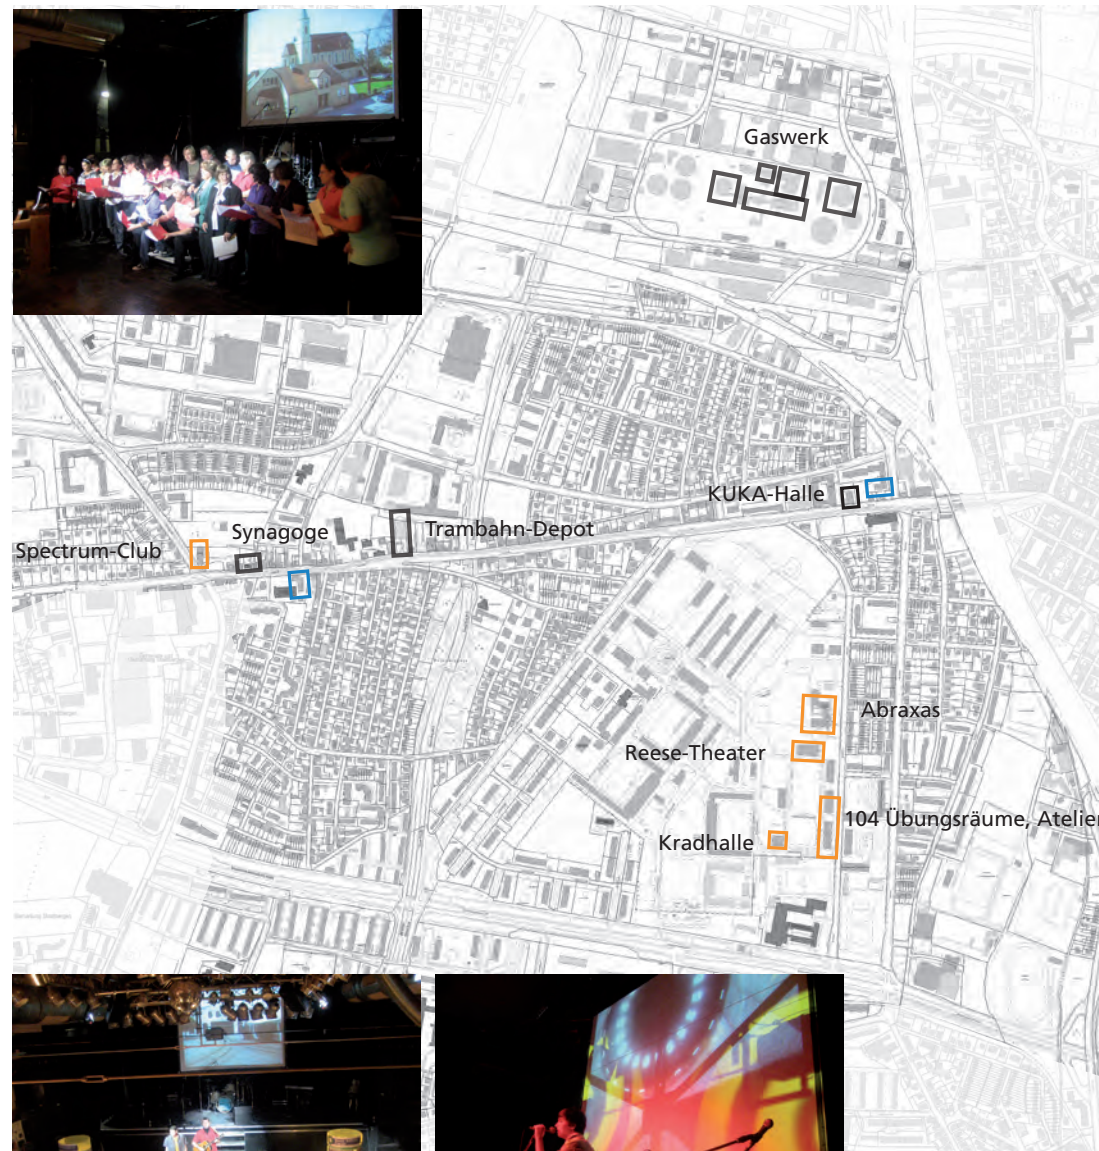 Gaswerk
KUKA-Halle
Synagoge
Trambahn-Depot
Spectrum-Club
Abraxas
Reese-Theater
104 Übungsräume, Atelier
Kradhalle